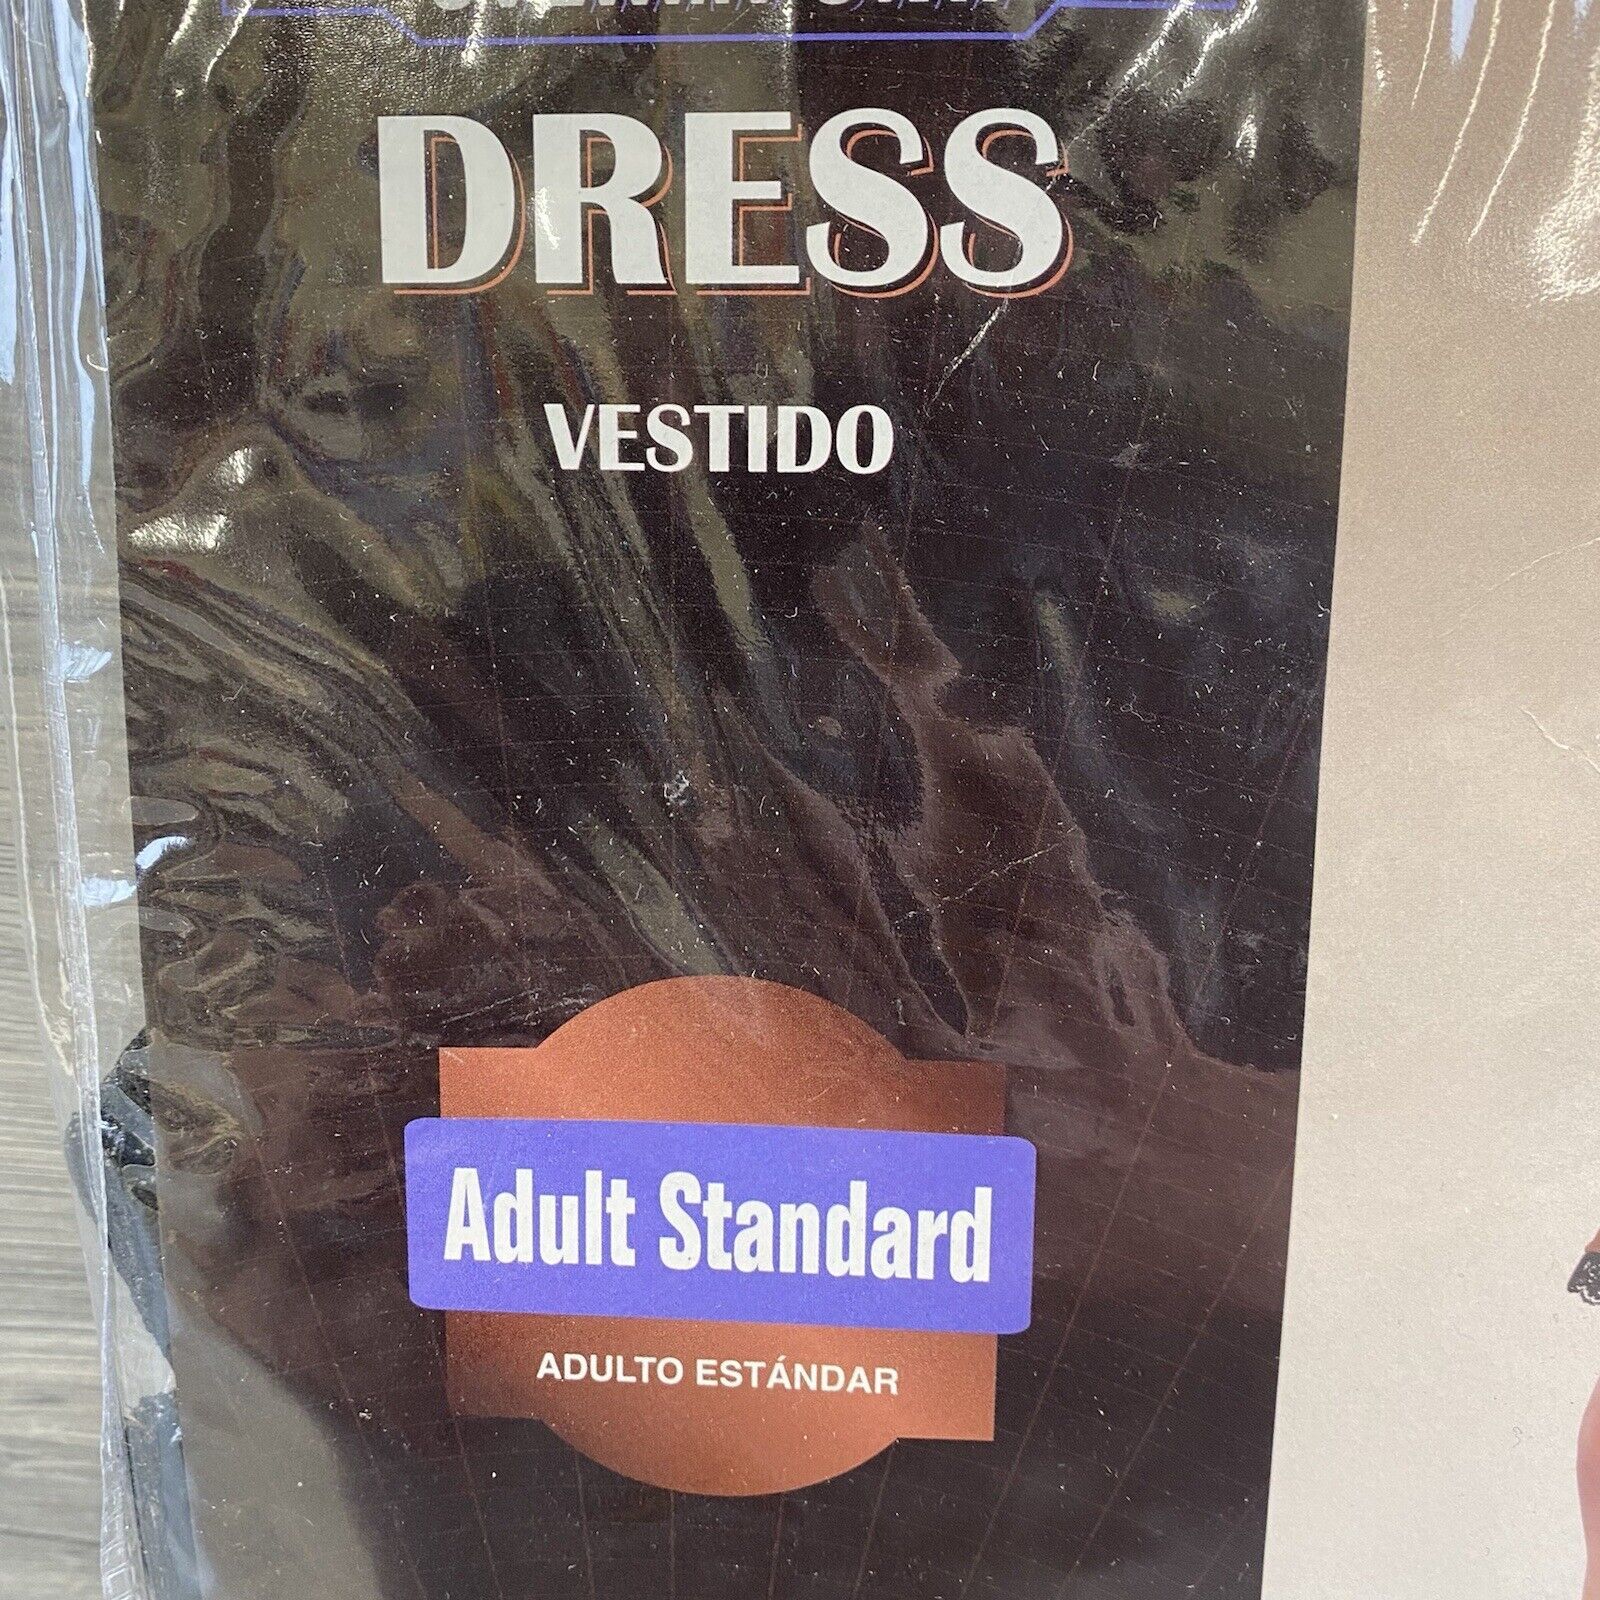 DRESS
VESTIDO
Adult Standard
ADULTO ESTÁNDAR